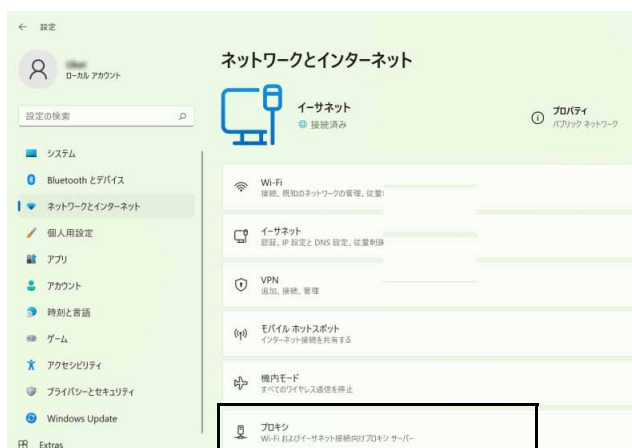 設定
ローカル アカウント
設定の検索
システム
Bluetooth とデバイス
ネットワークとインターネット
個人用設定
アプリ
アカウント
時刻と言語
ゲーム
アクセシビリティ
プライバシーとセキュリティ
Windows Update
Extras
ネットワークとインターネット
イーサネット
接続済み
プロパティ
パブリック ネットワーク
Wi-Fi
接続、既知のネットワークの管理、従量
イーサネット
認証、IP 設定と DNS 設定、従量制
VPN
追加、接続、管理
モバイル ホットスポット
インターネット接続を共有する
機内モード
すべてのワイヤレス通信を停止
プロキシ
Wi-Fi およびイーサネット接続向けプロキシ サーバー